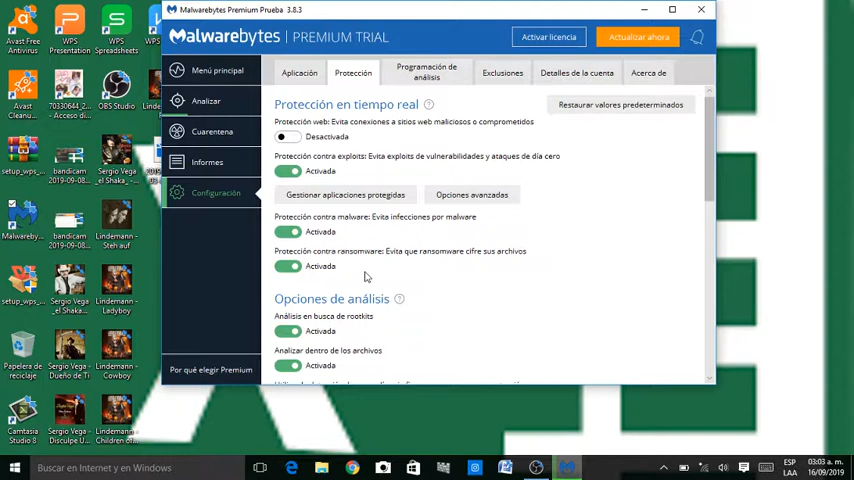 Malwarebytes Premium Prueba 3.8.3
Malwarebytes | PREMIUM TRIAL
Activar licencia
Actualizar ahora
Menú principal
Analizar
Cuarentena
Informes
Configuración
Por qué elegir Premium
Aplicación
Protección
Programación de
análisis
Exclusiones
Detalles de la cuenta
Acerca de
Protección en tiempo real
Restaurar valores predeterminados
Protección web: Evita conexiones a sitios web maliciosos o comprometidos
Desactivada
Protección contra exploits: Evita exploits de vulnerabilidades y ataques de día cero
Activada
Gestionar aplicaciones protegidas
Opciones avanzadas
Protección contra malware: Evita infecciones por malware
Activada
Protección contra ransomware: Evita que ransomware cifre sus archivos
Activada
Opciones de análisis
Análisis en busca de rootkits
Activada
Analizar dentro de los archivos
Activada
Avast Free
Antivirus
WPS
Presentation
WPS
Spreadsheets
Avast
Cleanu...
70330644_2...
- Acceso di...
OBS Studio
setup_wps_...
bandicam
2019-09-08...
Sergio Vega
_el Shaka_ -...
Malwareby...
bandicam
2019-09-08...
Lindemann -
Steh auf
setup_wps_...
Sergio Vega
_el Shaka...
Lindemann -
Ladyboy
Papelera de
reciclaje
Sergio Vega -
Dueño de Ti
Lindemann -
Cowboy
Camtasia
Studio 8
Sergio Vega -
Disculpe U...
Lindemann -
Children of...
Buscar en Internet y en Windows
ESP
LAA
03:03 a. m.
16/09/2019